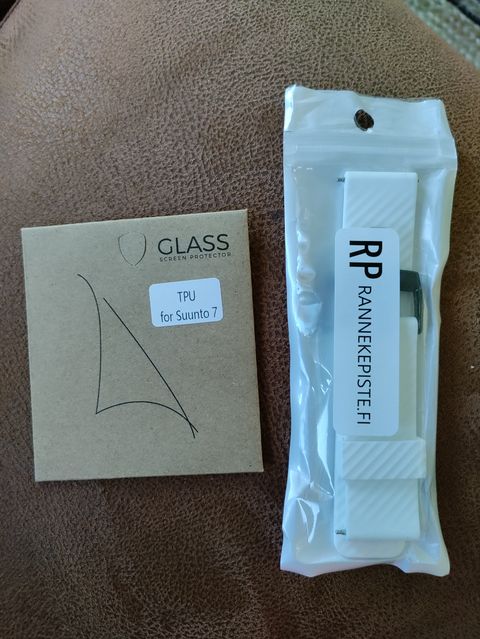 GLASS
SCREEN PROTECTOR
TPU
for Suunto 7
RP RANNEKEPISTE.FI